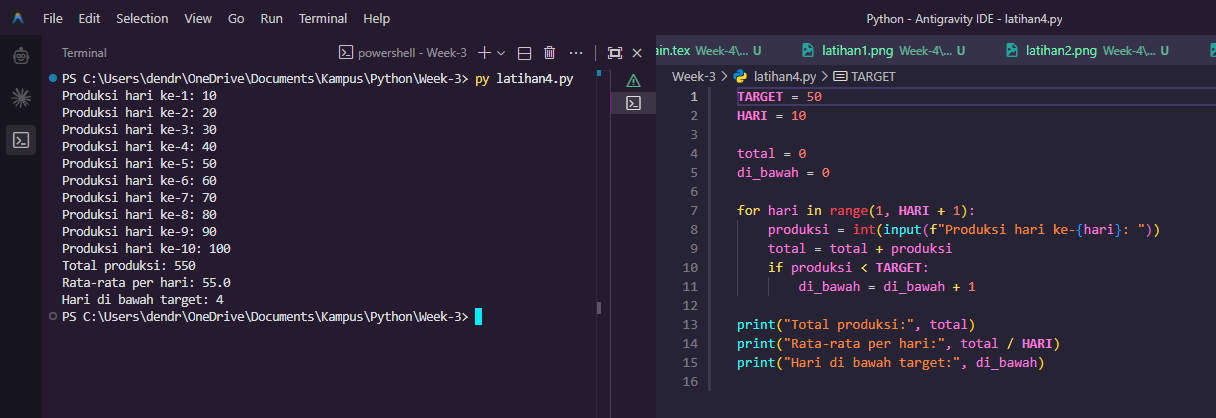 File Edit Selection View Go Run Terminal Help
Python - Antigravity IDE - latihan4.py
Terminal
powershell - Week-3
PS C:\Users\dendr\OneDrive\Documents\Kampus\Python\Week-3> py latihan4.py
Produksi hari ke-1: 10
Produksi hari ke-2: 20
Produksi hari ke-3: 30
Produksi hari ke-4: 40
Produksi hari ke-5: 50
Produksi hari ke-6: 60
Produksi hari ke-7: 70
Produksi hari ke-8: 80
Produksi hari ke-9: 90
Produksi hari ke-10: 100
Total produksi: 550
Rata-rata per hari: 55.0
Hari di bawah target: 4
PS C:\Users\dendr\OneDrive\Documents\Kampus\Python\Week-3>
ain.tex Week-4\... U latihan1.png Week-4\... U latihan2.png Week-4\... U
Week-3 > latihan4.py > TARGET
1 TARGET = 50
2 HARI = 10
3
4 total = 0
5 di_bawah = 0
6
7 for hari in range(1, HARI + 1):
8     produksi = int(input(f"Produksi hari ke-{hari}: "))
9     total = total + produksi
10     if produksi < TARGET:
11         di_bawah = di_bawah + 1
12
13 print("Total produksi:", total)
14 print("Rata-rata per hari:", total / HARI)
15 print("Hari di bawah target:", di_bawah)
16